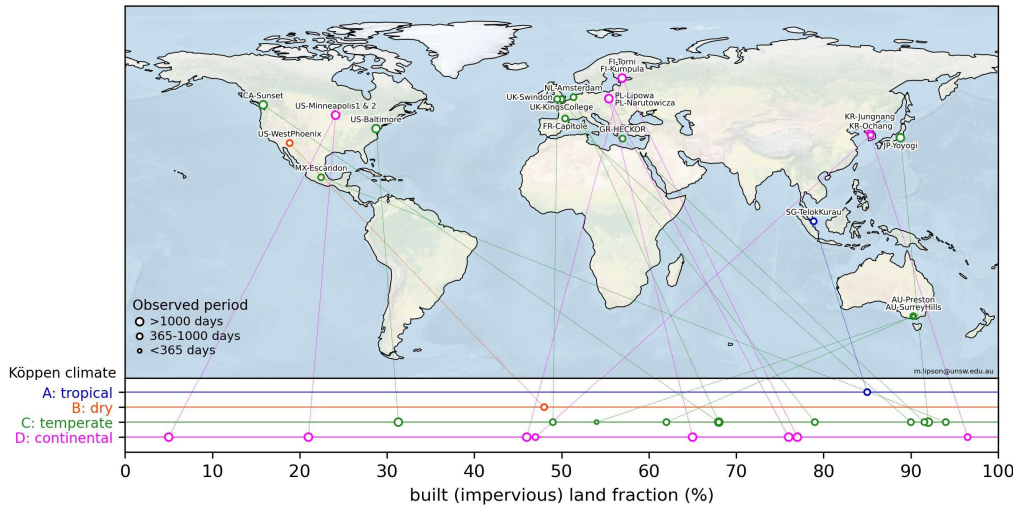 FI-Torni
FI-Kumpula
NL-Amsterdam
CA-Sunset
UK-Swindon
PL-Lipowa
US-Minneapolis1 & 2
UK-KingsCollege
PL-Narutowicza
US-Baltimore
KR-Jungnang
FR-Capitole
GR-HECKOR
KR-Ochang
US-WestPhoenix
JP-Yoyogi
MX-Escandon
SG-TelokKurau
AU-Preston
AU-SurreyHills
Observed period
>1000 days
365-1000 days
<365 days
m.lipson@unsw.edu.au
Köppen climate
A: tropical
B: dry
C: temperate
D: continental
0 10 20 30 40 50 60 70 80 90 100
built (impervious) land fraction (%)